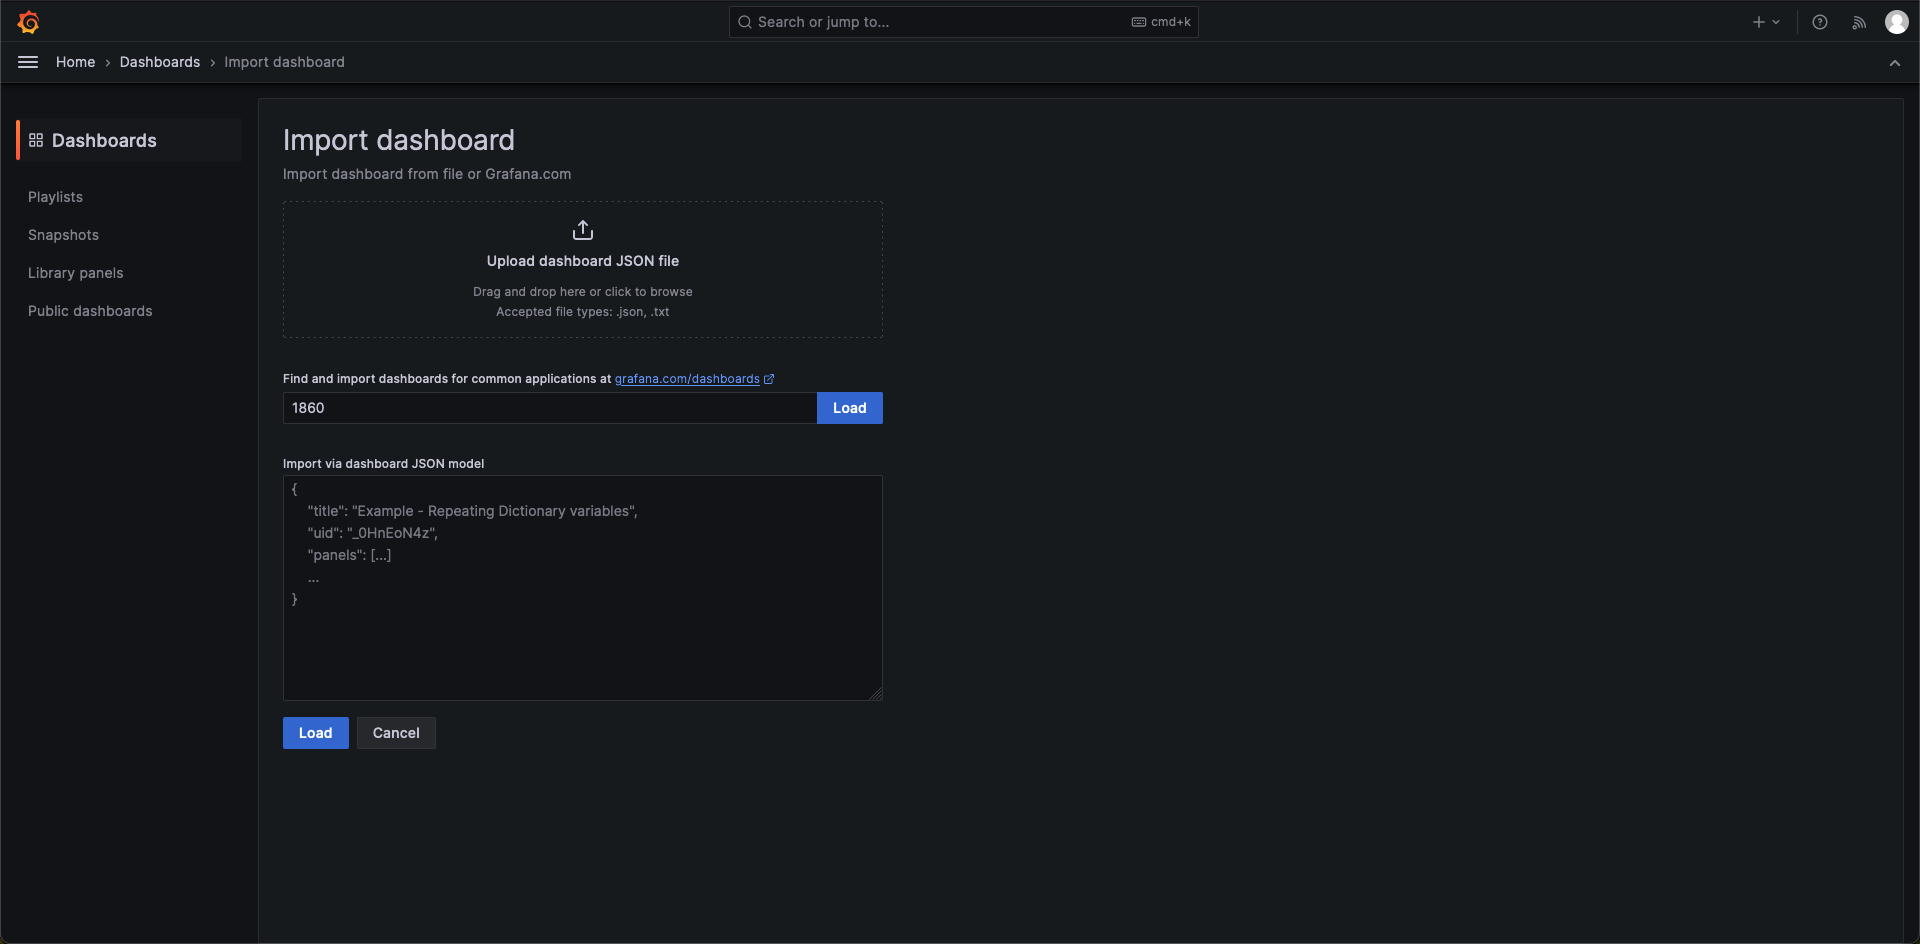 Search or jump to...
cmd+k
Home › Dashboards › Import dashboard
Dashboards
Playlists
Snapshots
Library panels
Public dashboards
Import dashboard
Import dashboard from file or Grafana.com
Upload dashboard JSON file
Drag and drop here or click to browse
Accepted file types: .json, .txt
Find and import dashboards for common applications at grafana.com/dashboards
1860
Load
Import via dashboard JSON model
{
"title": "Example - Repeating Dictionary variables",
"uid": "_0HnEoN4z",
"panels": [...]
...
}
Load
Cancel